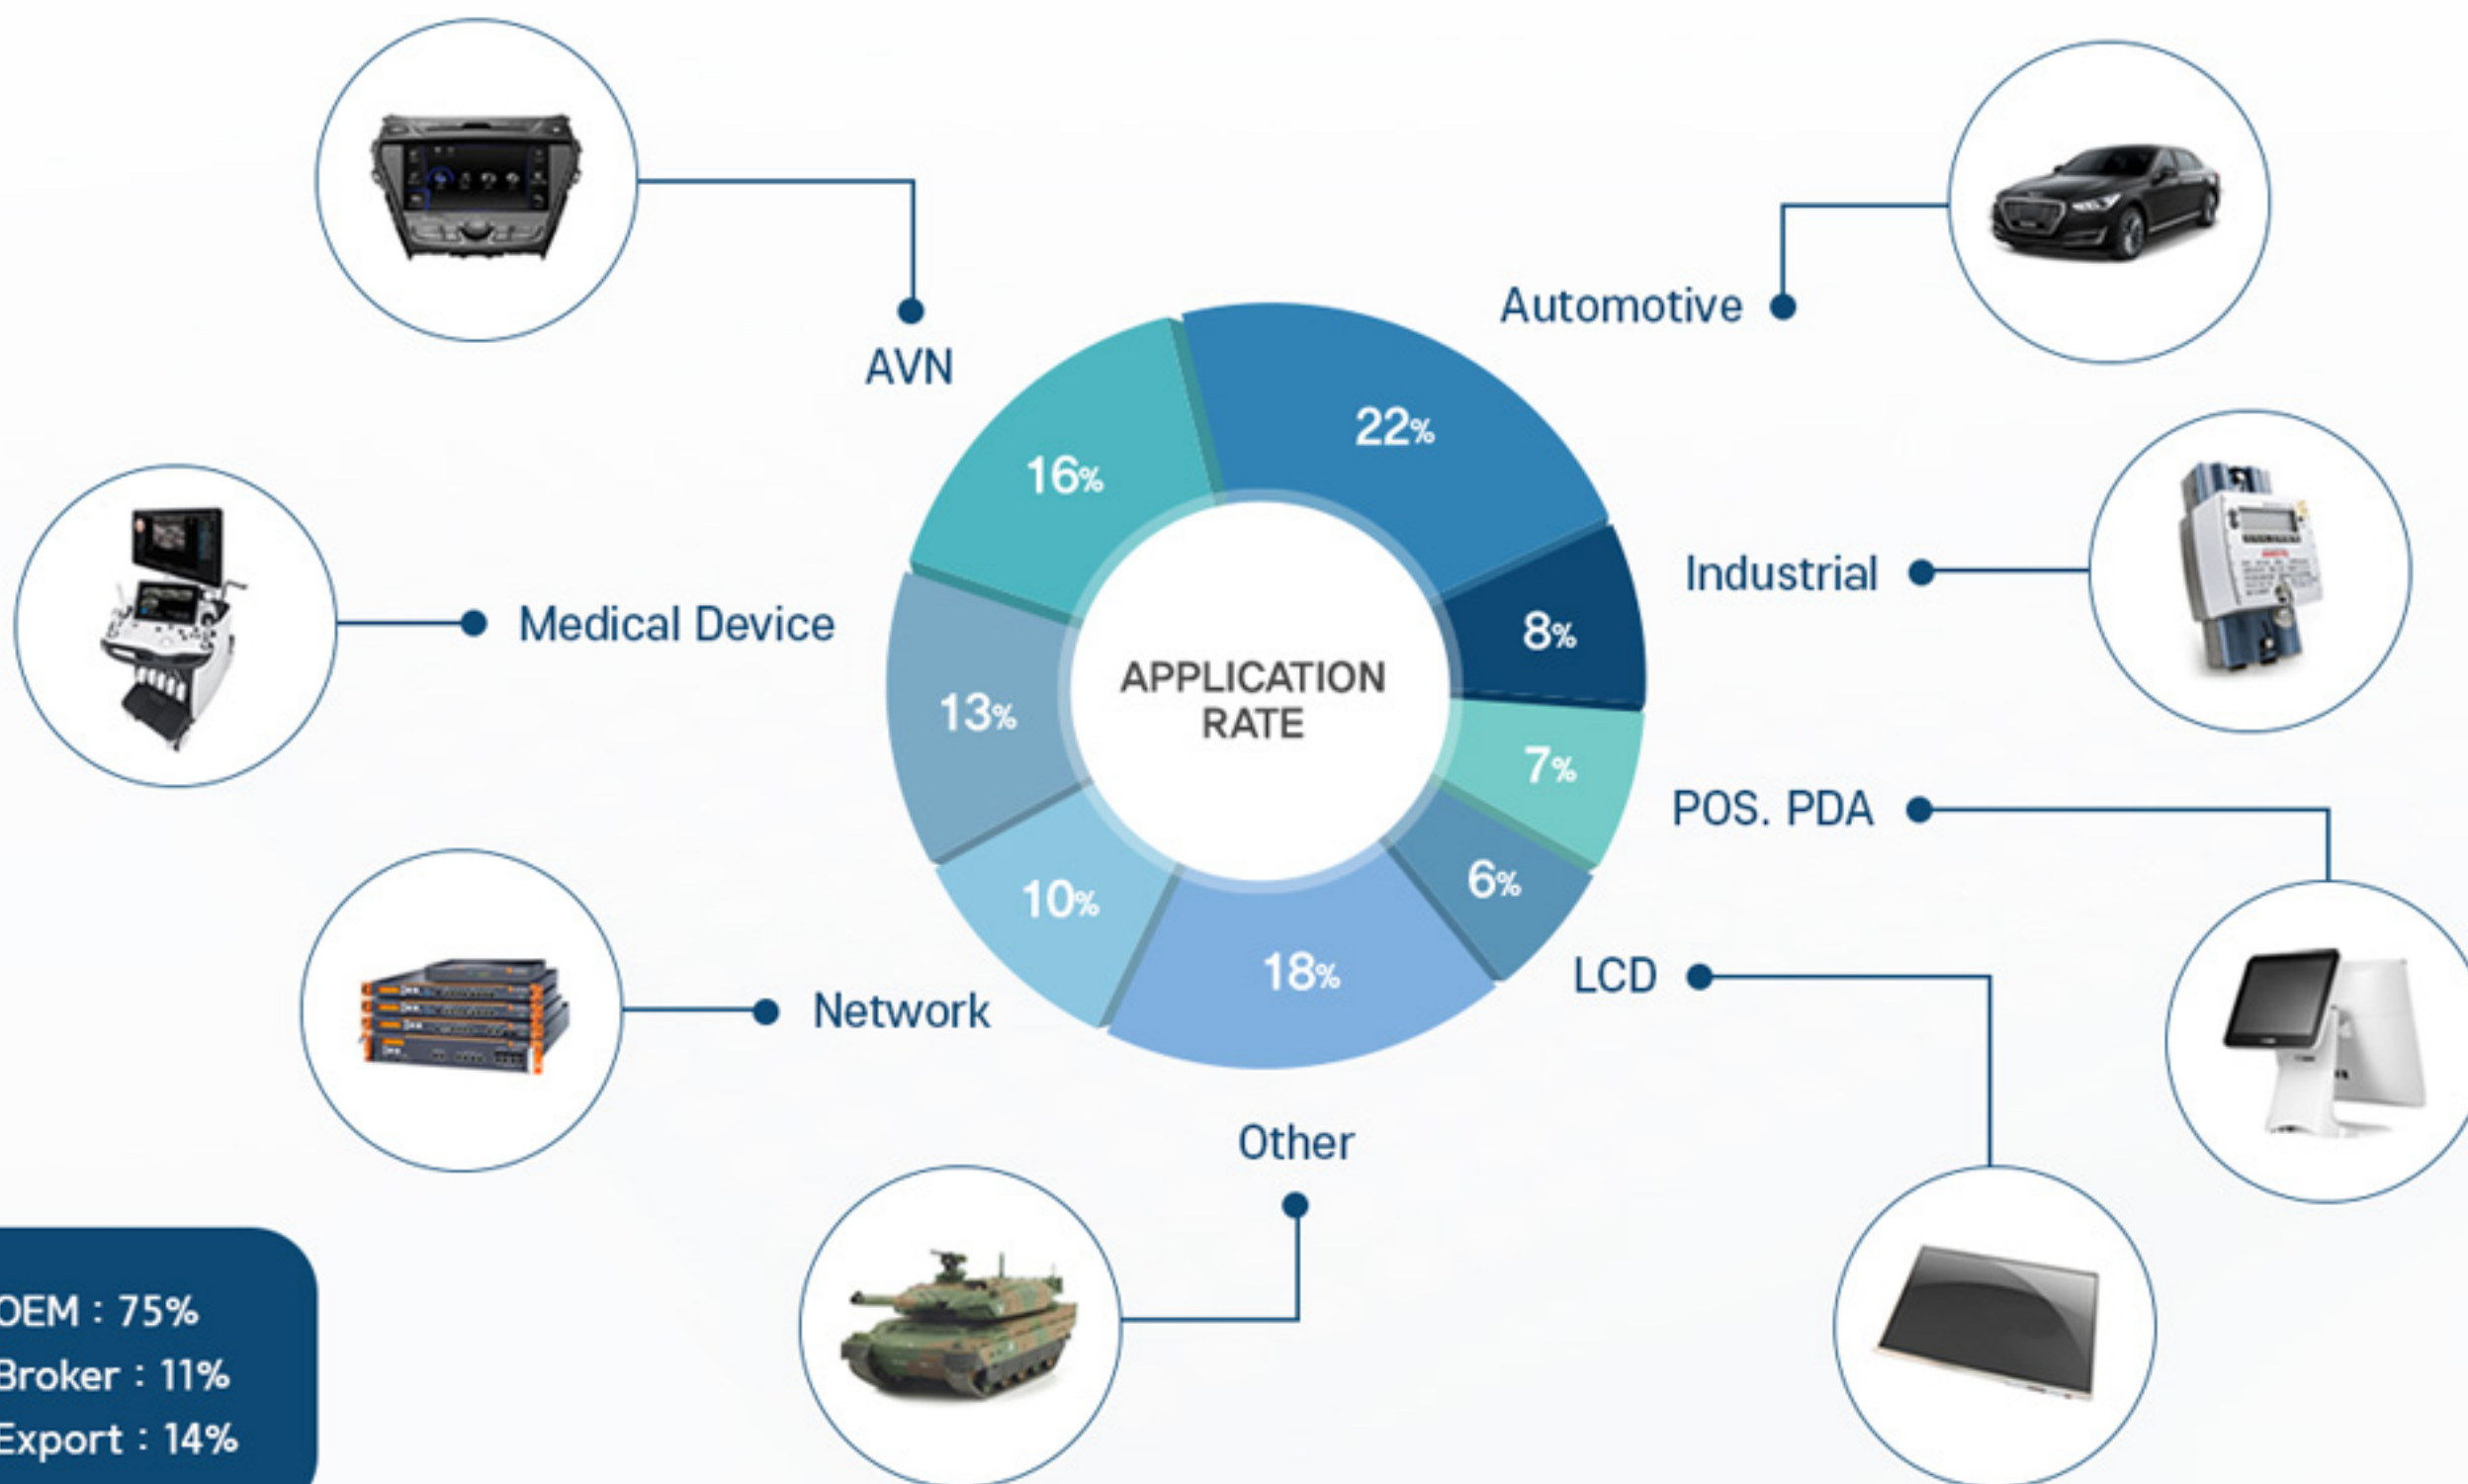 AVN
Automotive
16%
22%
Medical Device
Industrial
13%
8%
APPLICATION
RATE
7%
POS. PDA
10%
6%
18%
LCD
Network
Other
OEM : 75%
Broker : 11%
Export : 14%